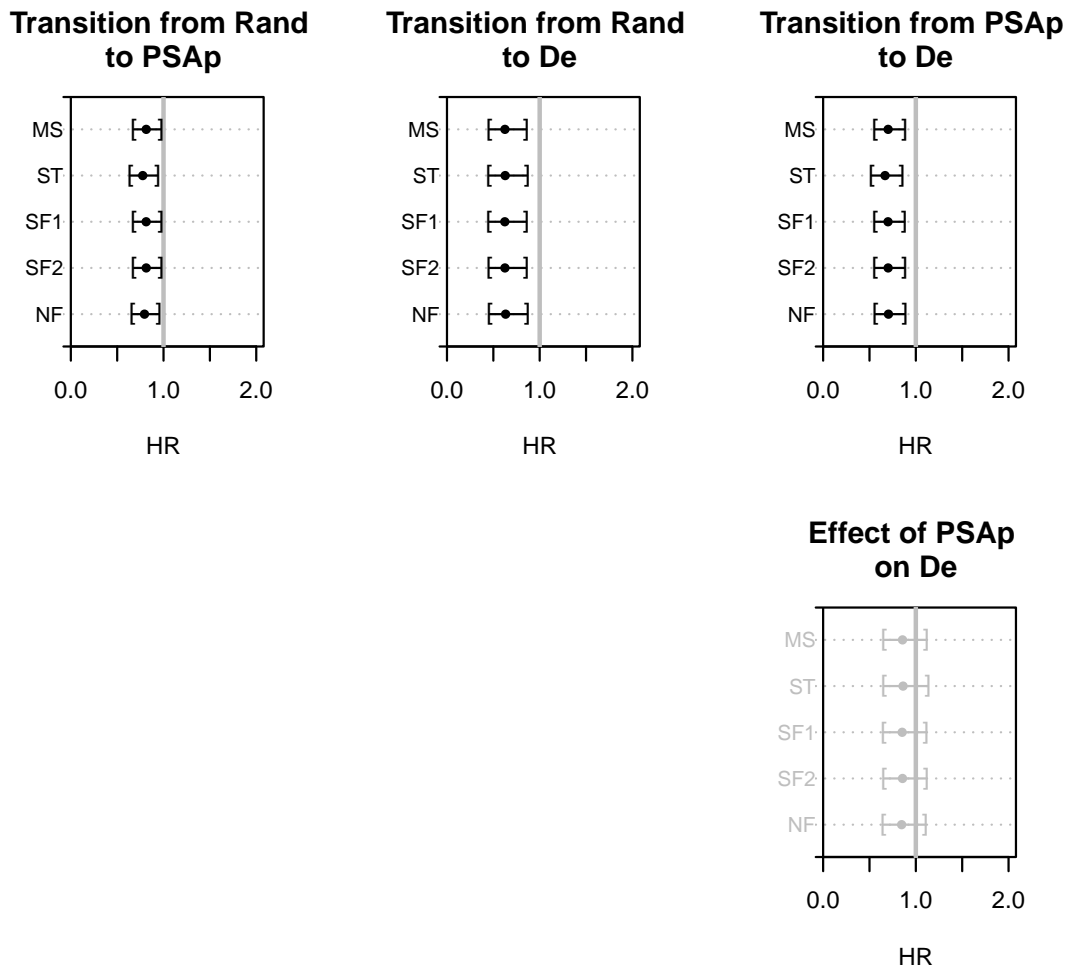 Transition from Rand
to PSAp
MS
ST
SF1
SF2
NF
0.0 1.0 2.0
HR
Transition from Rand
to De
MS
ST
SF1
SF2
NF
0.0 1.0 2.0
HR
Transition from PSAp
to De
MS
ST
SF1
SF2
NF
0.0 1.0 2.0
HR
Effect of PSAp
on De
MS
ST
SF1
SF2
NF
0.0 1.0 2.0
HR